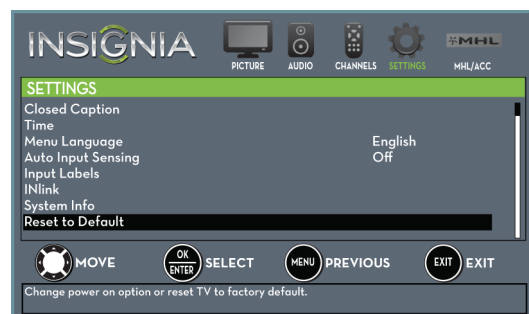 INSIGNIA
MHL
PICTURE AUDIO CHANNELS SETTINGS MHL/ACC
SETTINGS
Closed Caption
Time
Menu Language English
Auto Input Sensing Off
Input Labels
INlink
System Info
Reset to Default
MOVE OK ENTER SELECT MENU PREVIOUS EXIT EXIT
Change power on option or reset TV to factory default.